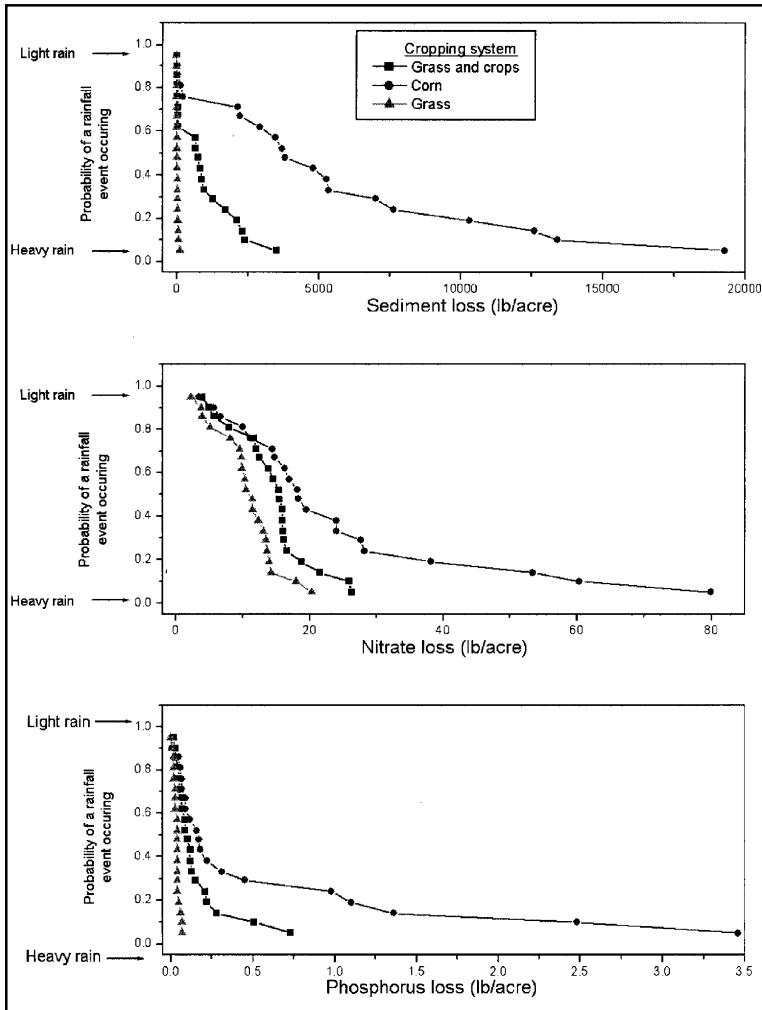 Light rain
1.0
0.8
0.6
0.4
0.2
0.0
Heavy rain
Probability of a rainfall
event occuring
Cropping system
Grass and crops
Corn
Grass
0
5000
10000
15000
20000
Sediment loss (lb/acre)
Light rain
1.0
0.8
0.6
0.4
0.2
0.0
Heavy rain
Probability of a rainfall
event occuring
0
20
40
60
80
Nitrate loss (lb/acre)
Light rain
1.0
0.8
0.6
0.4
0.2
0.0
Heavy rain
Probability of a rainfall
event occuring
0.0
0.5
1.0
1.5
2.0
2.5
3.0
3.5
Phosphorus loss (lb/acre)